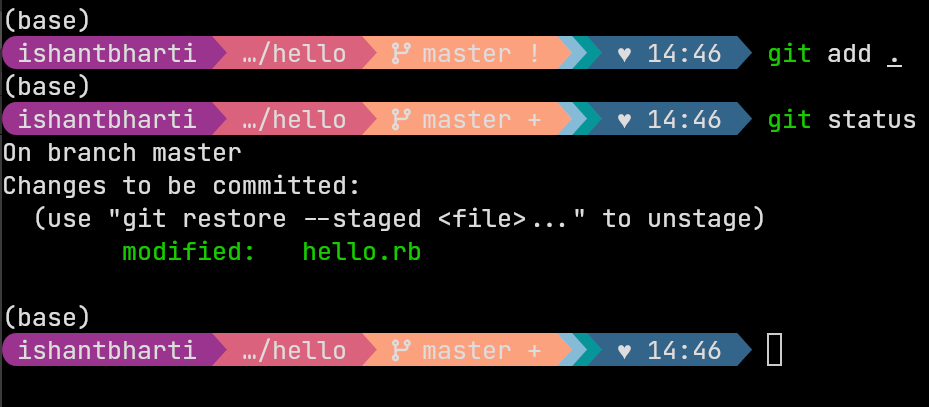 (base)
ishantbharti …/hello master ! ♥ 14:46 git add .
(base)
ishantbharti …/hello master + ♥ 14:46 git status
On branch master
Changes to be committed:
  (use "git restore --staged <file>..." to unstage)
        modified:   hello.rb
(base)
ishantbharti …/hello master + ♥ 14:46